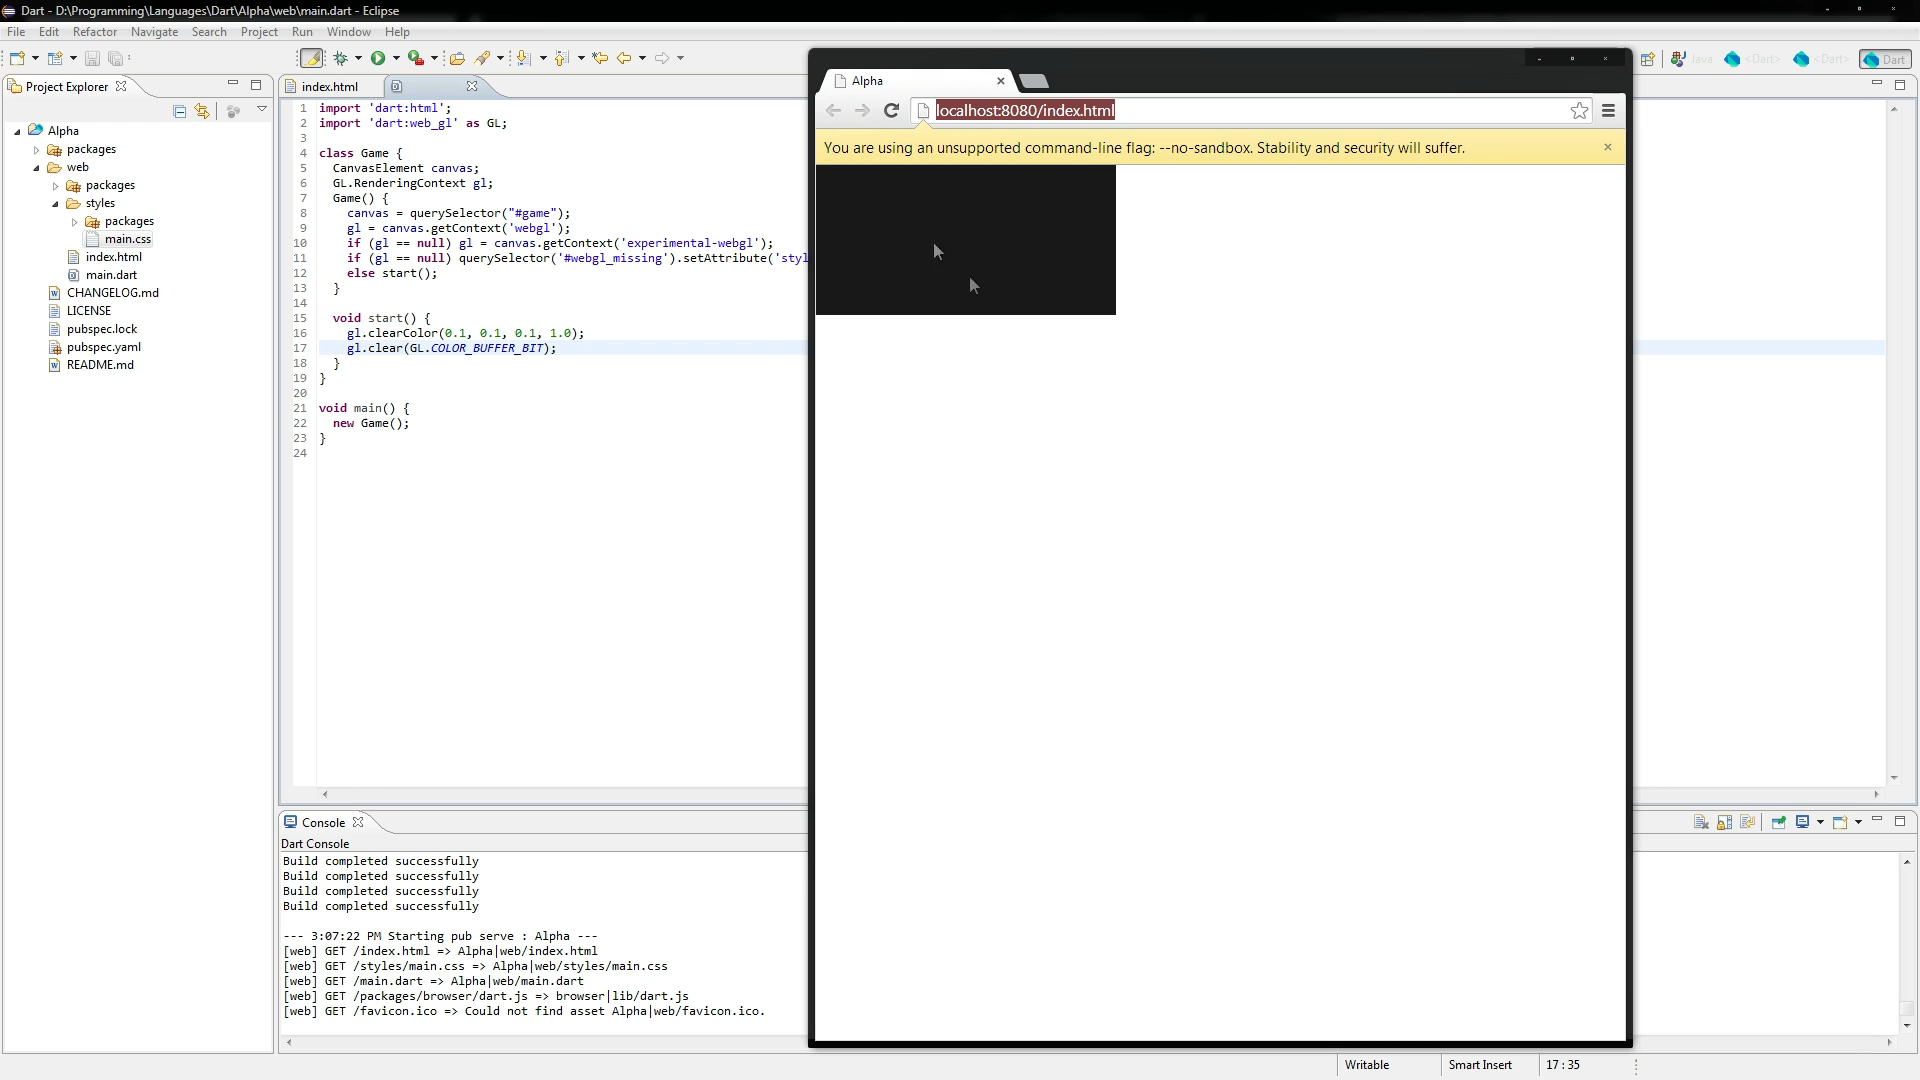 Dart - D:\Programming\Languages\Dart\Alpha\web\main.dart - Eclipse
File Edit Refactor Navigate Search Project Run Window Help
Java <Dart> <Dart> Dart
Project Explorer
Alpha
packages
web
packages
styles
packages
main.css
index.html
main.dart
CHANGELOG.md
LICENSE
pubspec.lock
pubspec.yaml
README.md
index.html
1 import 'dart:html';
2 import 'dart:web_gl' as GL;
3
4 class Game {
5 CanvasElement canvas;
6 GL.RenderingContext gl;
7 Game() {
8 canvas = querySelector("#game");
9 gl = canvas.getContext('webgl');
10 if (gl == null) gl = canvas.getContext('experimental-webgl');
11 if (gl == null) querySelector('#webgl_missing').setAttribute('styl
12 else start();
13 }
14
15 void start() {
16 gl.clearColor(0.1, 0.1, 0.1, 1.0);
17 gl.clear(GL.COLOR_BUFFER_BIT);
18 }
19 }
20
21 void main() {
22 new Game();
23 }
24
Alpha
localhost:8080/index.html
You are using an unsupported command-line flag: --no-sandbox. Stability and security will suffer.
Console
Dart Console
Build completed successfully
Build completed successfully
Build completed successfully
Build completed successfully
--- 3:07:22 PM Starting pub serve : Alpha ---
[web] GET /index.html => Alpha|web/index.html
[web] GET /styles/main.css => Alpha|web/styles/main.css
[web] GET /main.dart => Alpha|web/main.dart
[web] GET /packages/browser/dart.js => browser|lib/dart.js
[web] GET /favicon.ico => Could not find asset Alpha|web/favicon.ico.
Writable Smart Insert 17 : 35